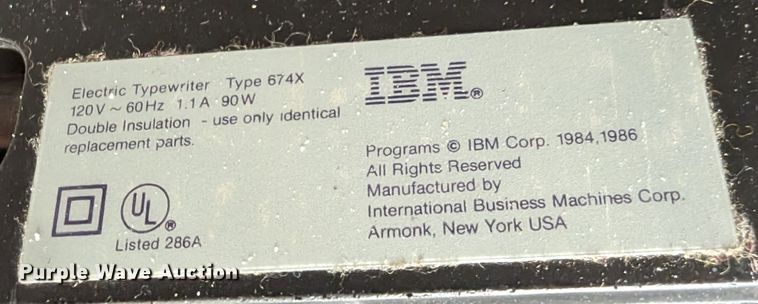 Electric Typewriter Type 674X
120V ~ 60Hz 1.1A 90W
Double Insulation - use only identical
replacement parts.
UL®
Listed 286A
IBM®
Programs © IBM Corp. 1984,1986
All Rights Reserved
Manufactured by
International Business Machines Corp.
Armonk, New York USA
Purple Wave Auction